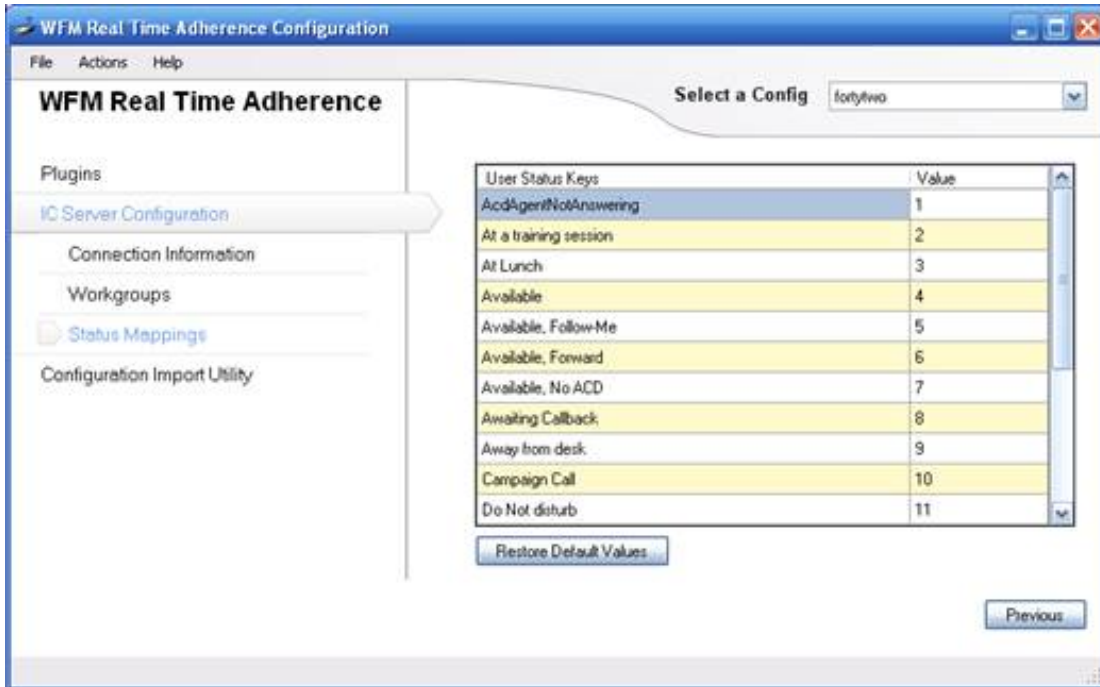 WFM Real Time Adherence Configuration
File Actions Help
WFM Real Time Adherence
Select a Config fortytwo
Plugins
IC Server Configuration
Connection Information
Workgroups
Status Mappings
Configuration Import Utility
User Status Keys Value
AcdAgentNotAnswering 1
At a training session 2
At Lunch 3
Available 4
Available, Follow-Me 5
Available, Forward 6
Available, No ACD 7
Awaiting Callback 8
Away from desk 9
Campaign Call 10
Do Not disturb 11
Restore Default Values
Previous